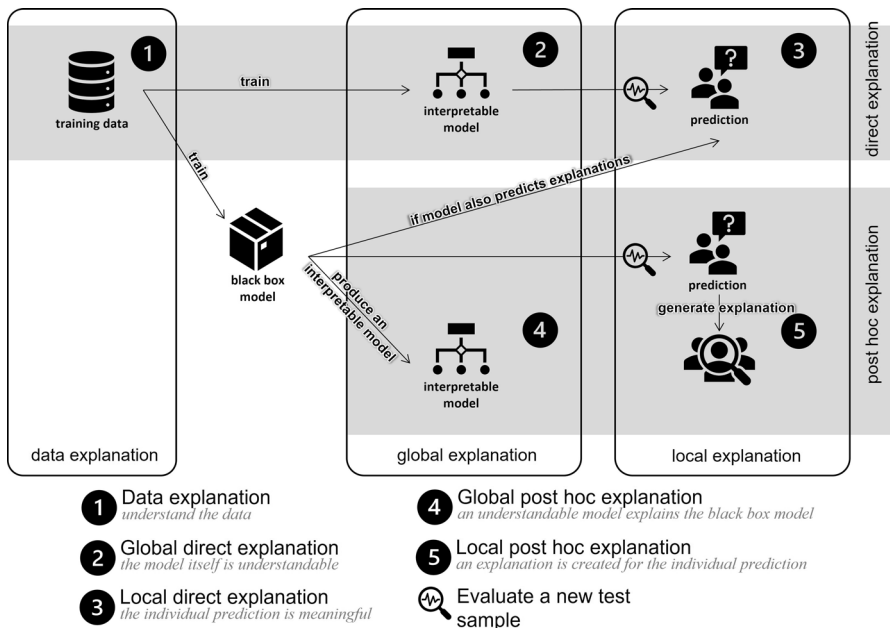 1
2
3
train
training data
interpretable
model
?
prediction
direct explanation
train
if model also predicts explanations
black box
model
produce an
interpretable model
?
prediction
generate explanation
4
5
interpretable
model
post hoc explanation
data explanation
global explanation
local explanation
1 Data explanation
understand the data
2 Global direct explanation
the model itself is understandable
3 Local direct explanation
the individual prediction is meaningful
4 Global post hoc explanation
an understandable model explains the black box model
5 Local post hoc explanation
an explanation is created for the individual prediction
Evaluate a new test
sample